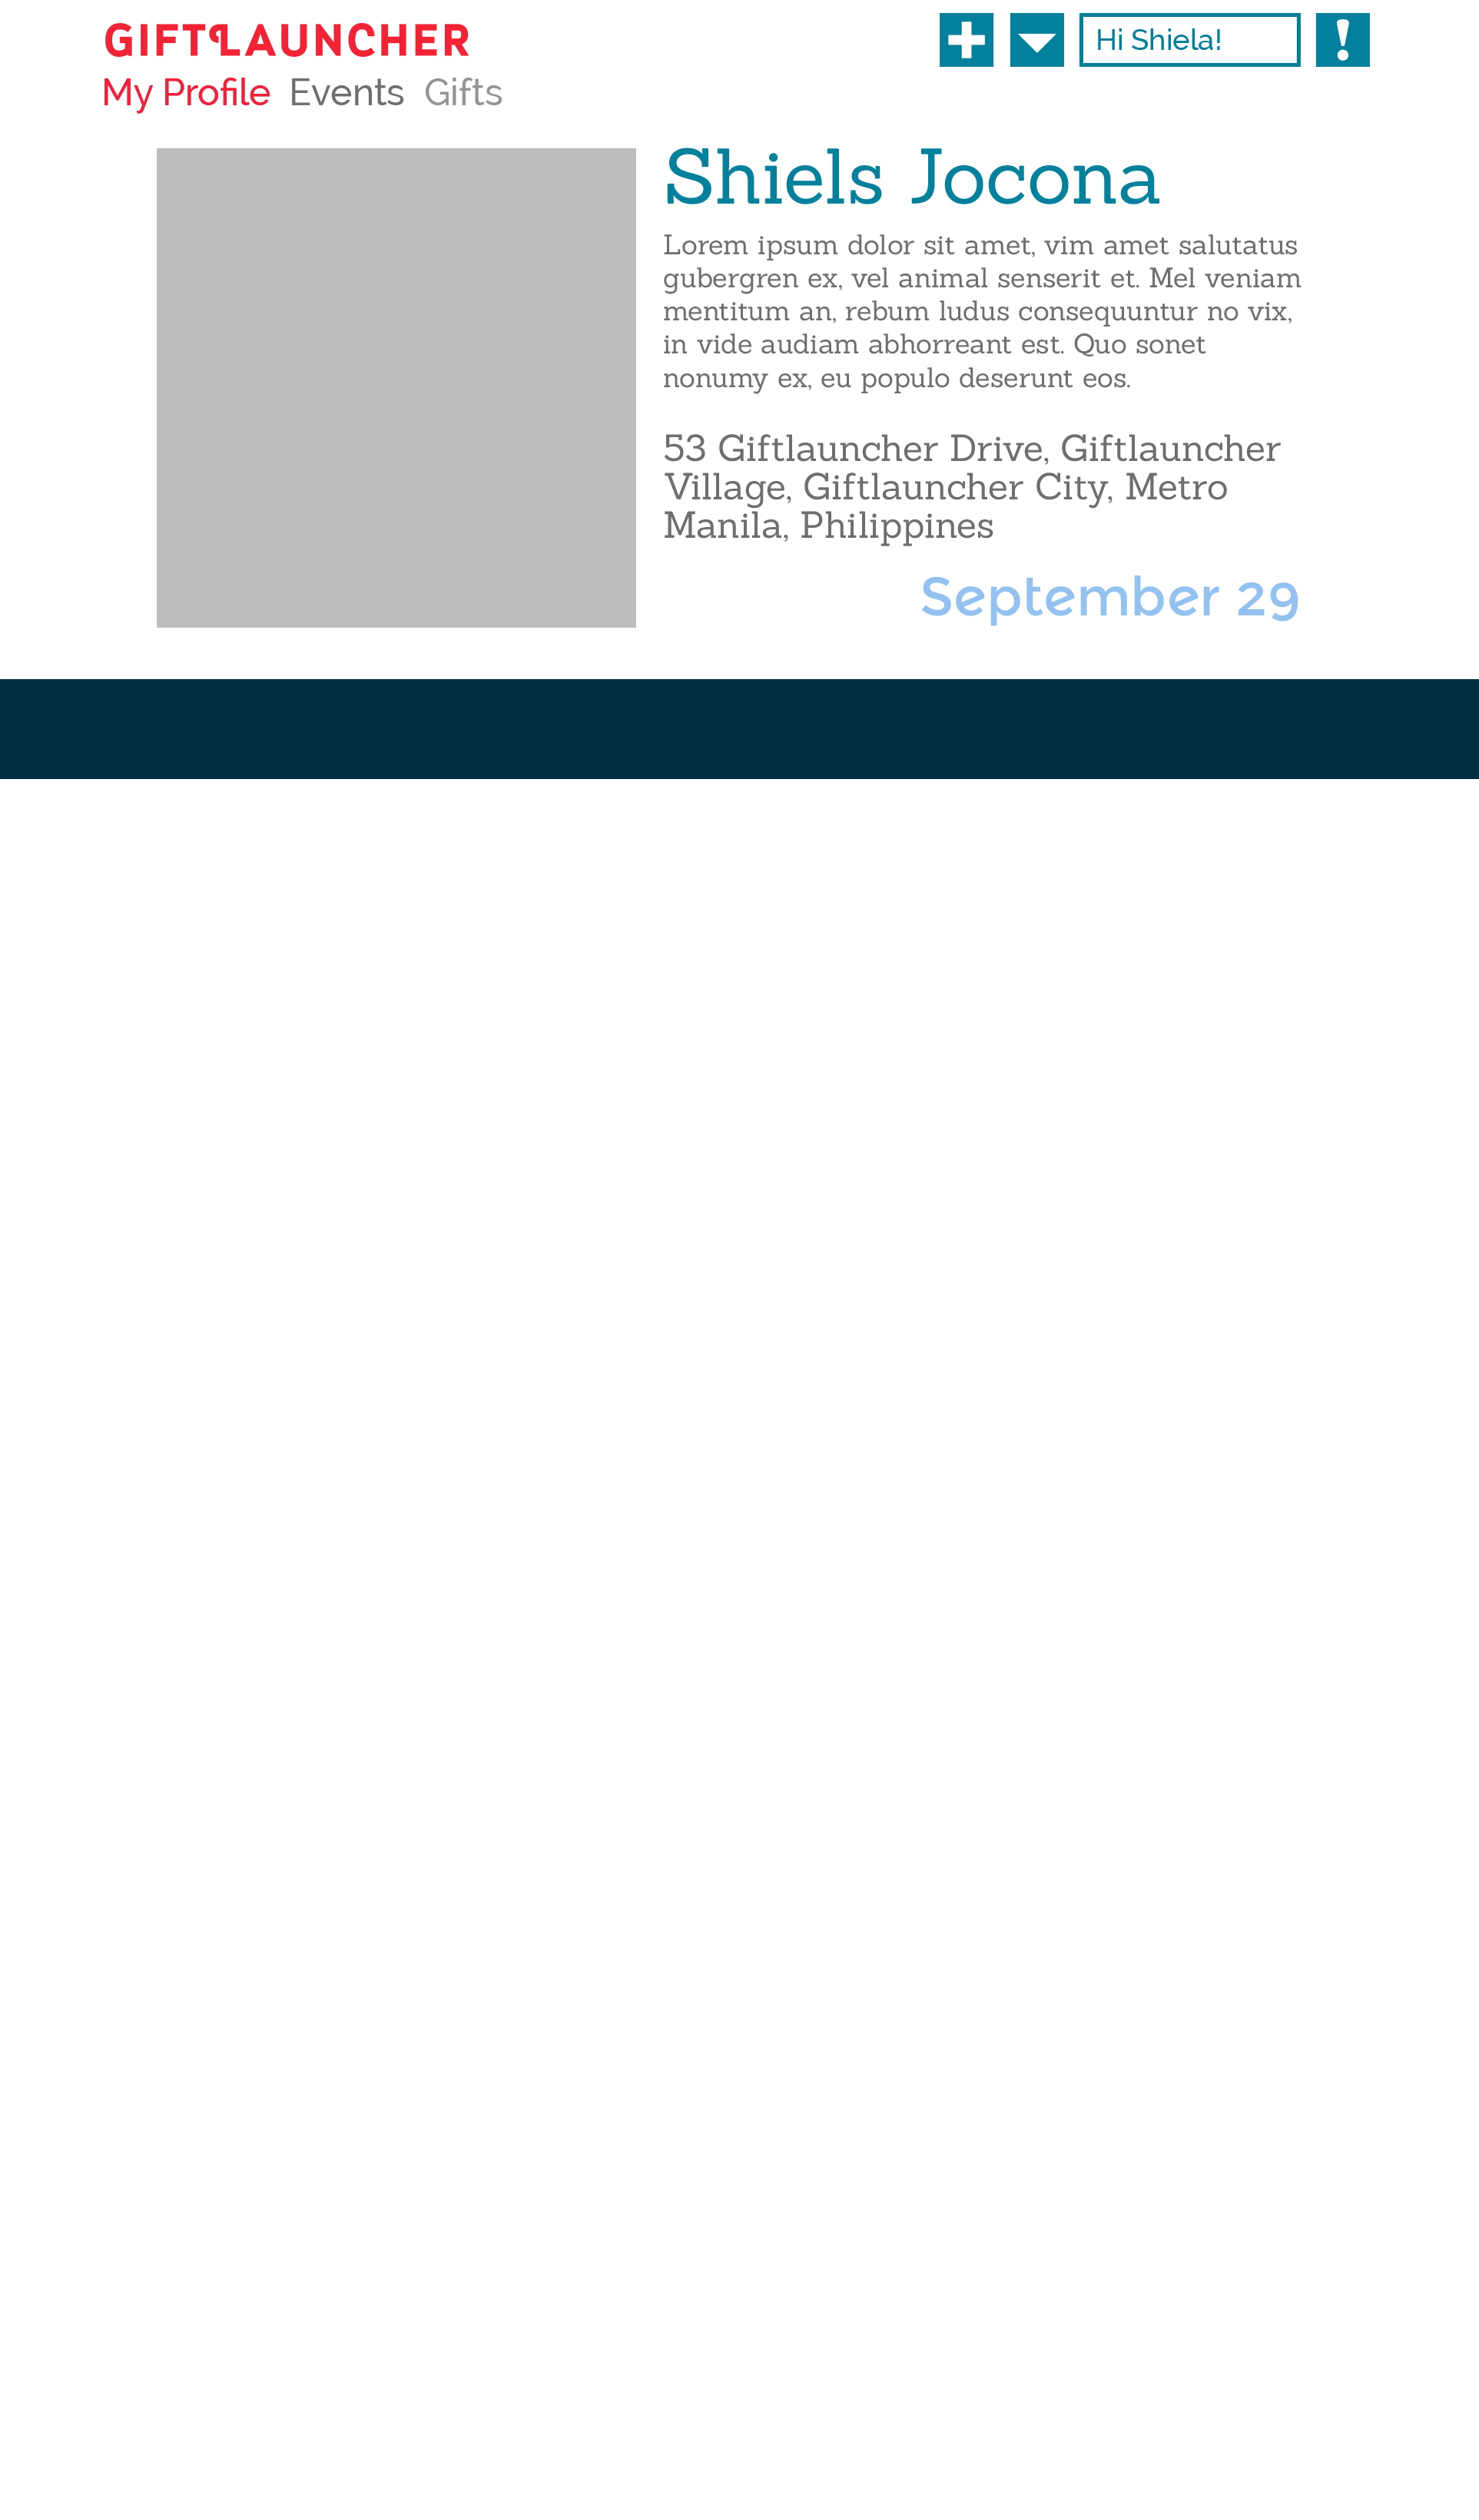 GIFTLAUNCHER
Hi Shiela!
!
My Profile Events Gifts
Shiels Jocona
Lorem ipsum dolor sit amet, vim amet salutatus
gubergren ex, vel animal senserit et. Mel veniam
mentitum an, rebum ludus consequuntur no vix,
in vide audiam abhorreant est. Quo sonet
nonumy ex, eu populo deserunt eos.
53 Giftlauncher Drive, Giftlauncher
Village, Giftlauncher City, Metro
Manila, Philippines
September 29